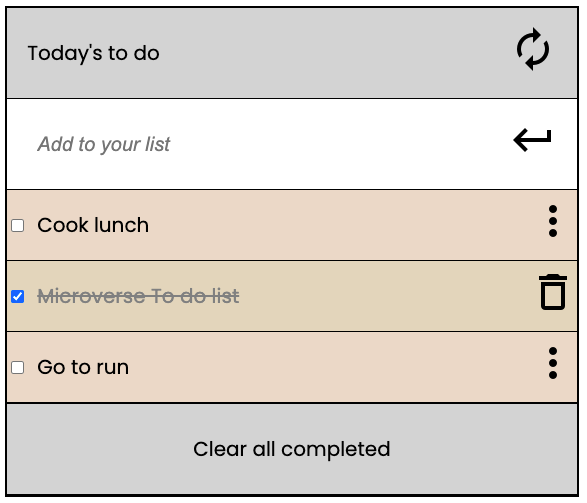 Today's to do
Add to your list
Cook lunch
Microverse To do list
Go to run
Clear all completed